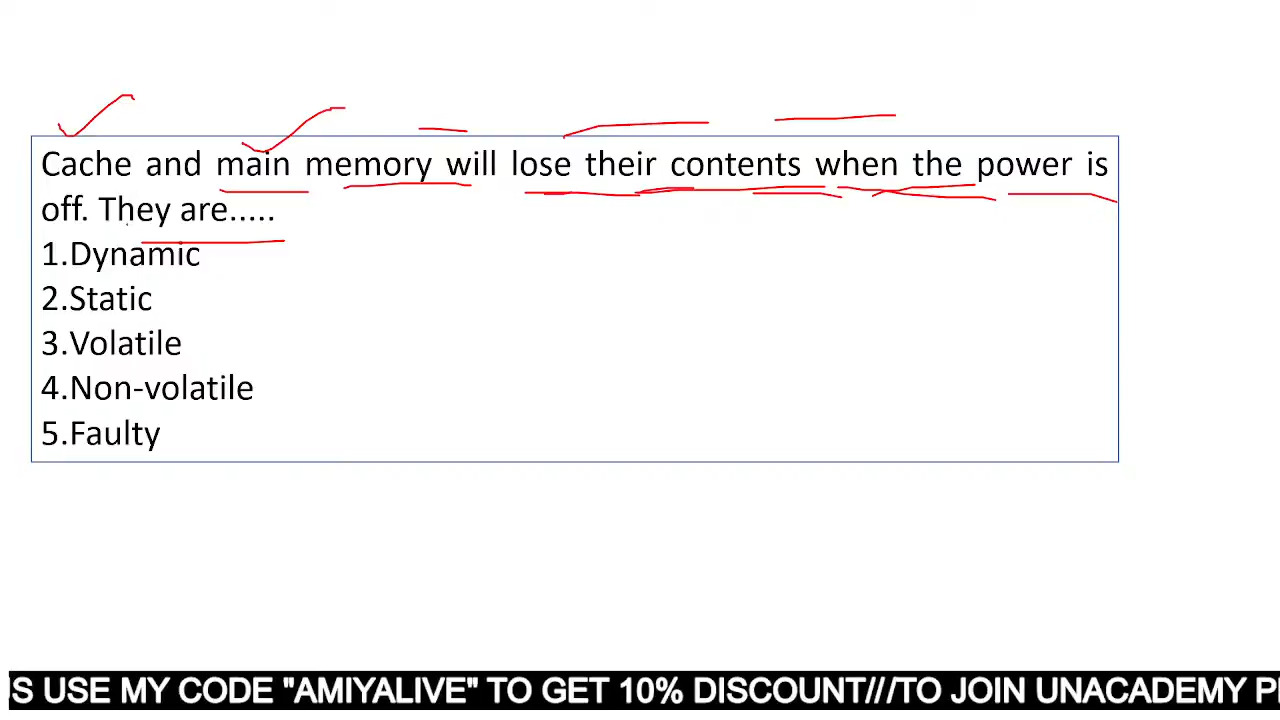 Cache and main memory will lose their contents when the power is
off. They are.....
1.Dynamic
2.Static
3.Volatile
4.Non-volatile
5.Faulty
USE MY CODE "AMIYALIVE" TO GET 10% DISCOUNT///TO JOIN UNACADEMY